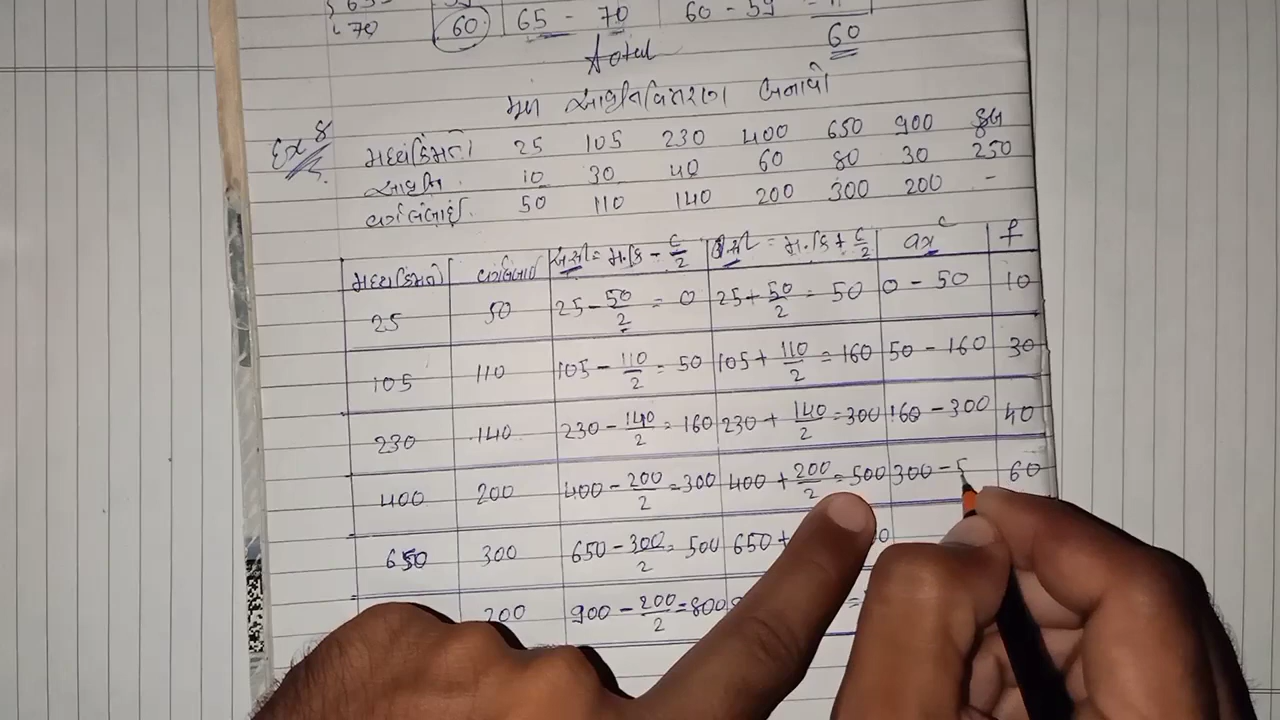 65 - 70 60 - 59
70 60
60
મૂળ આવૃત્તિવિતરણ બનાવો
Ex 8
મધ્યકિંમત 25 105 230 400 650 900 કુલ
આવૃત્તિ 10 30 40 60 80 30 250
વર્ગલંબાઈ 50 110 140 200 300 200 -
મધ્યકિંમત વર્ગલંબાઈ અ.સી = મ.કિ - c/2 ઊ.સી = મ.કિ + c/2 વર્ગ f
25 50 25 - 50/2 = 0 25 + 50/2 = 50 0 - 50 10
105 110 105 - 110/2 = 50 105 + 110/2 = 160 50 - 160 30
230 140 230 - 140/2 = 160 230 + 140/2 = 300 160 - 300 40
400 200 400 - 200/2 = 300 400 + 200/2 = 500 300 - 5 60
650 300 650 - 300/2 = 500 650 +
200 900 - 200/2 = 800